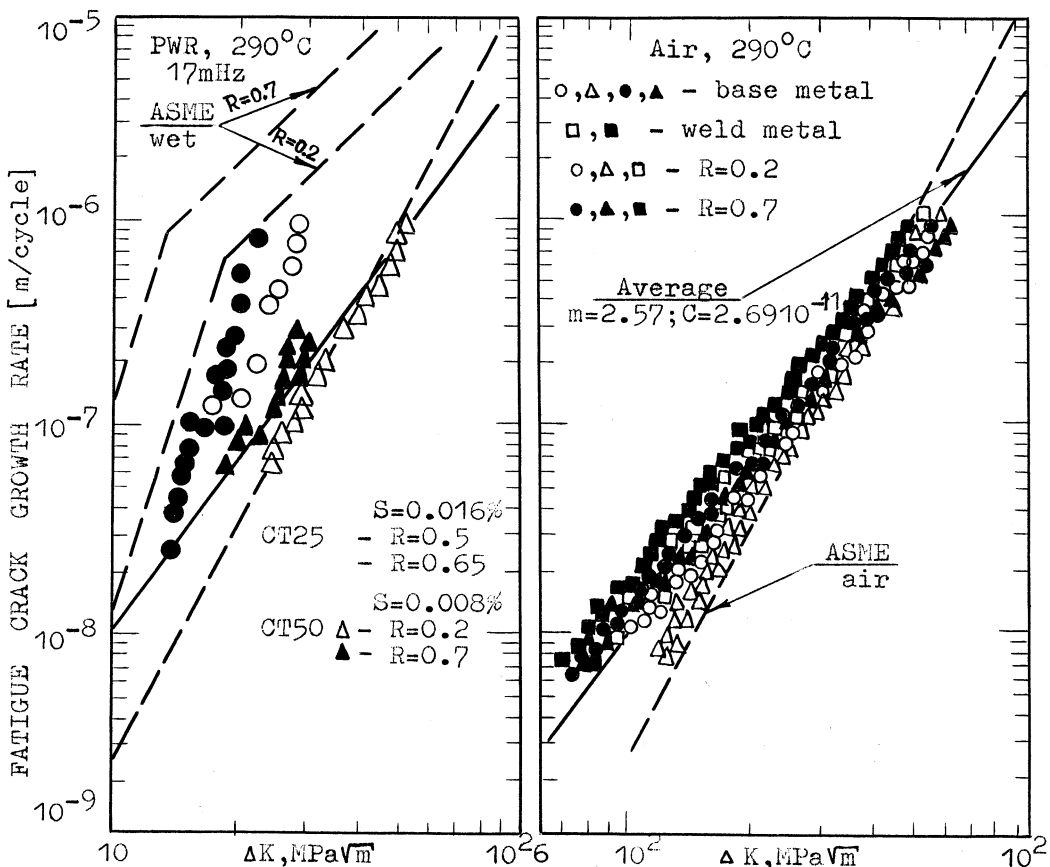 FATIGUE CRACK GROWTH RATE [m/cycle]
10⁻⁵
10⁻⁶
10⁻⁷
10⁻⁸
10⁻⁹
PWR, 290°C
17mHz
R=0.7
ASME
wet
R=0.2
S=0.016%
CT25 - R=0.5
- R=0.65
S=0.008%
CT50 △ - R=0.2
▲ - R=0.7
10
10²
ΔK,MPa√m
Air, 290°C
○,△,●,▲ - base metal
□,■ - weld metal
○,△,□ - R=0.2
●,▲,■ - R=0.7
Average
m=2.57;C=2.6910⁻¹¹
ASME
air
6
10²
10²
ΔK,MPa√m